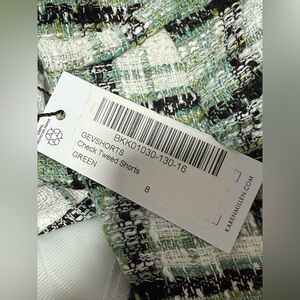 BKK01030-130-16
GEVSHORTS
Check Tweed Shorts
GREEN
8
KARENMILLEN.COM